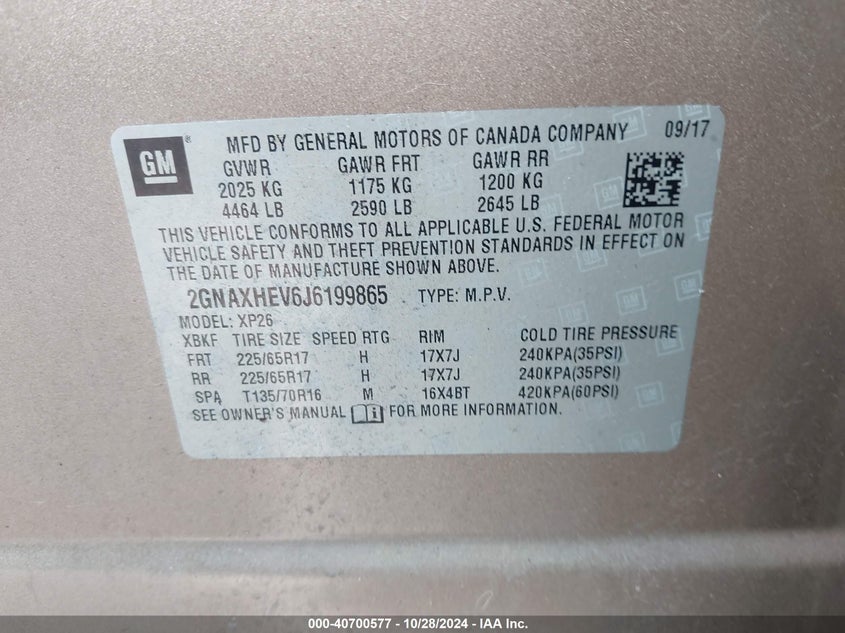 GM ® MFD BY GENERAL MOTORS OF CANADA COMPANY 09/17
GVWR GAWR FRT GAWR RR
2025 KG 1175 KG 1200 KG
4464 LB 2590 LB 2645 LB
THIS VEHICLE CONFORMS TO ALL APPLICABLE U.S. FEDERAL MOTOR
VEHICLE SAFETY AND THEFT PREVENTION STANDARDS IN EFFECT ON
THE DATE OF MANUFACTURE SHOWN ABOVE.
2GNAXHEV6J6199865 TYPE: M.P.V.
MODEL: XP26
XBKF TIRE SIZE SPEED RTG RIM COLD TIRE PRESSURE
FRT 225/65R17 H 17X7J 240KPA(35PSI)
RR 225/65R17 H 17X7J 240KPA(35PSI)
SPA T135/70R16 M 16X4BT 420KPA(60PSI)
SEE OWNER'S MANUAL FOR MORE INFORMATION.
000-40700577 - 10/28/2024 - IAA Inc.